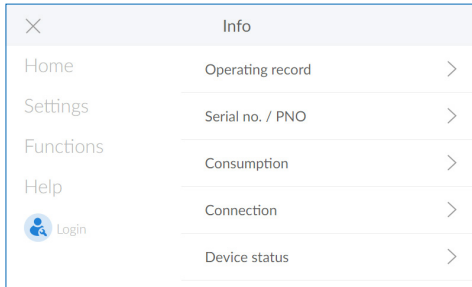 Info
Home
Settings
Functions
Help
Login
Operating record
Serial no. / PNO
Consumption
Connection
Device status